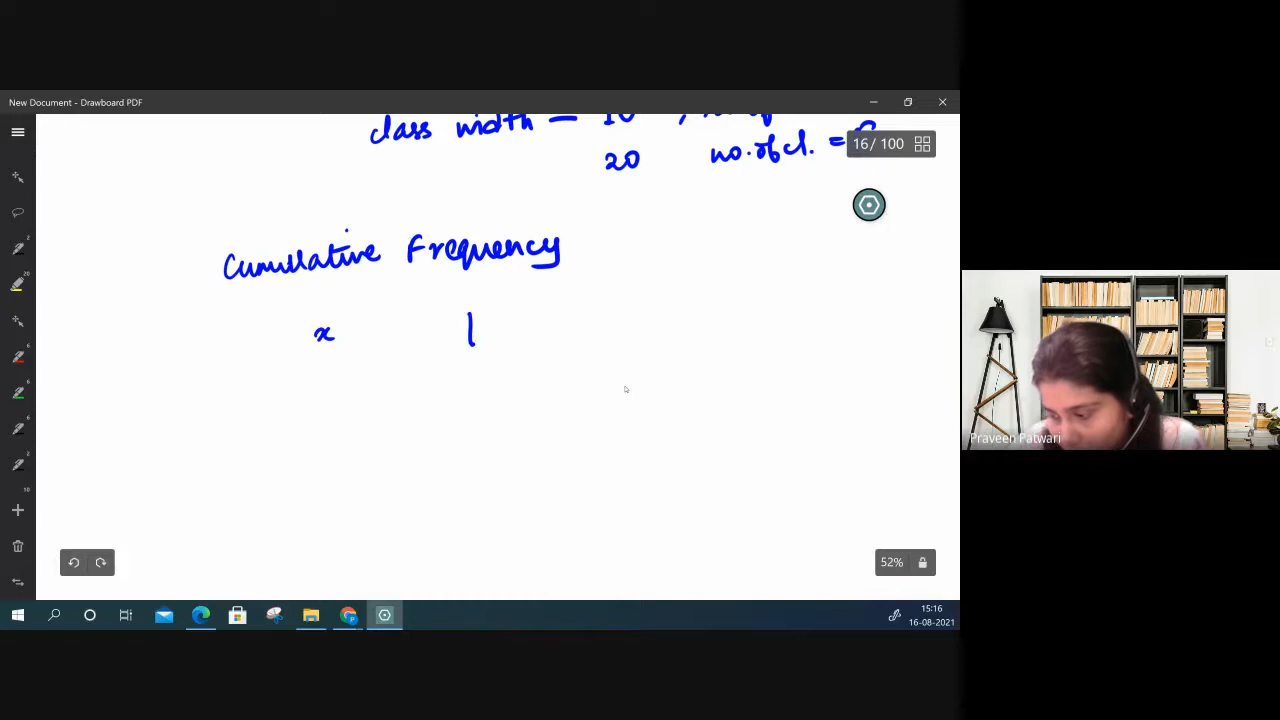 New Document - Drawboard PDF
class width = 10 ,
20 no. of cl. =
16 / 100
Cumullative Frequency
x |
Praveen Patwari
52%
15:16
16-08-2021